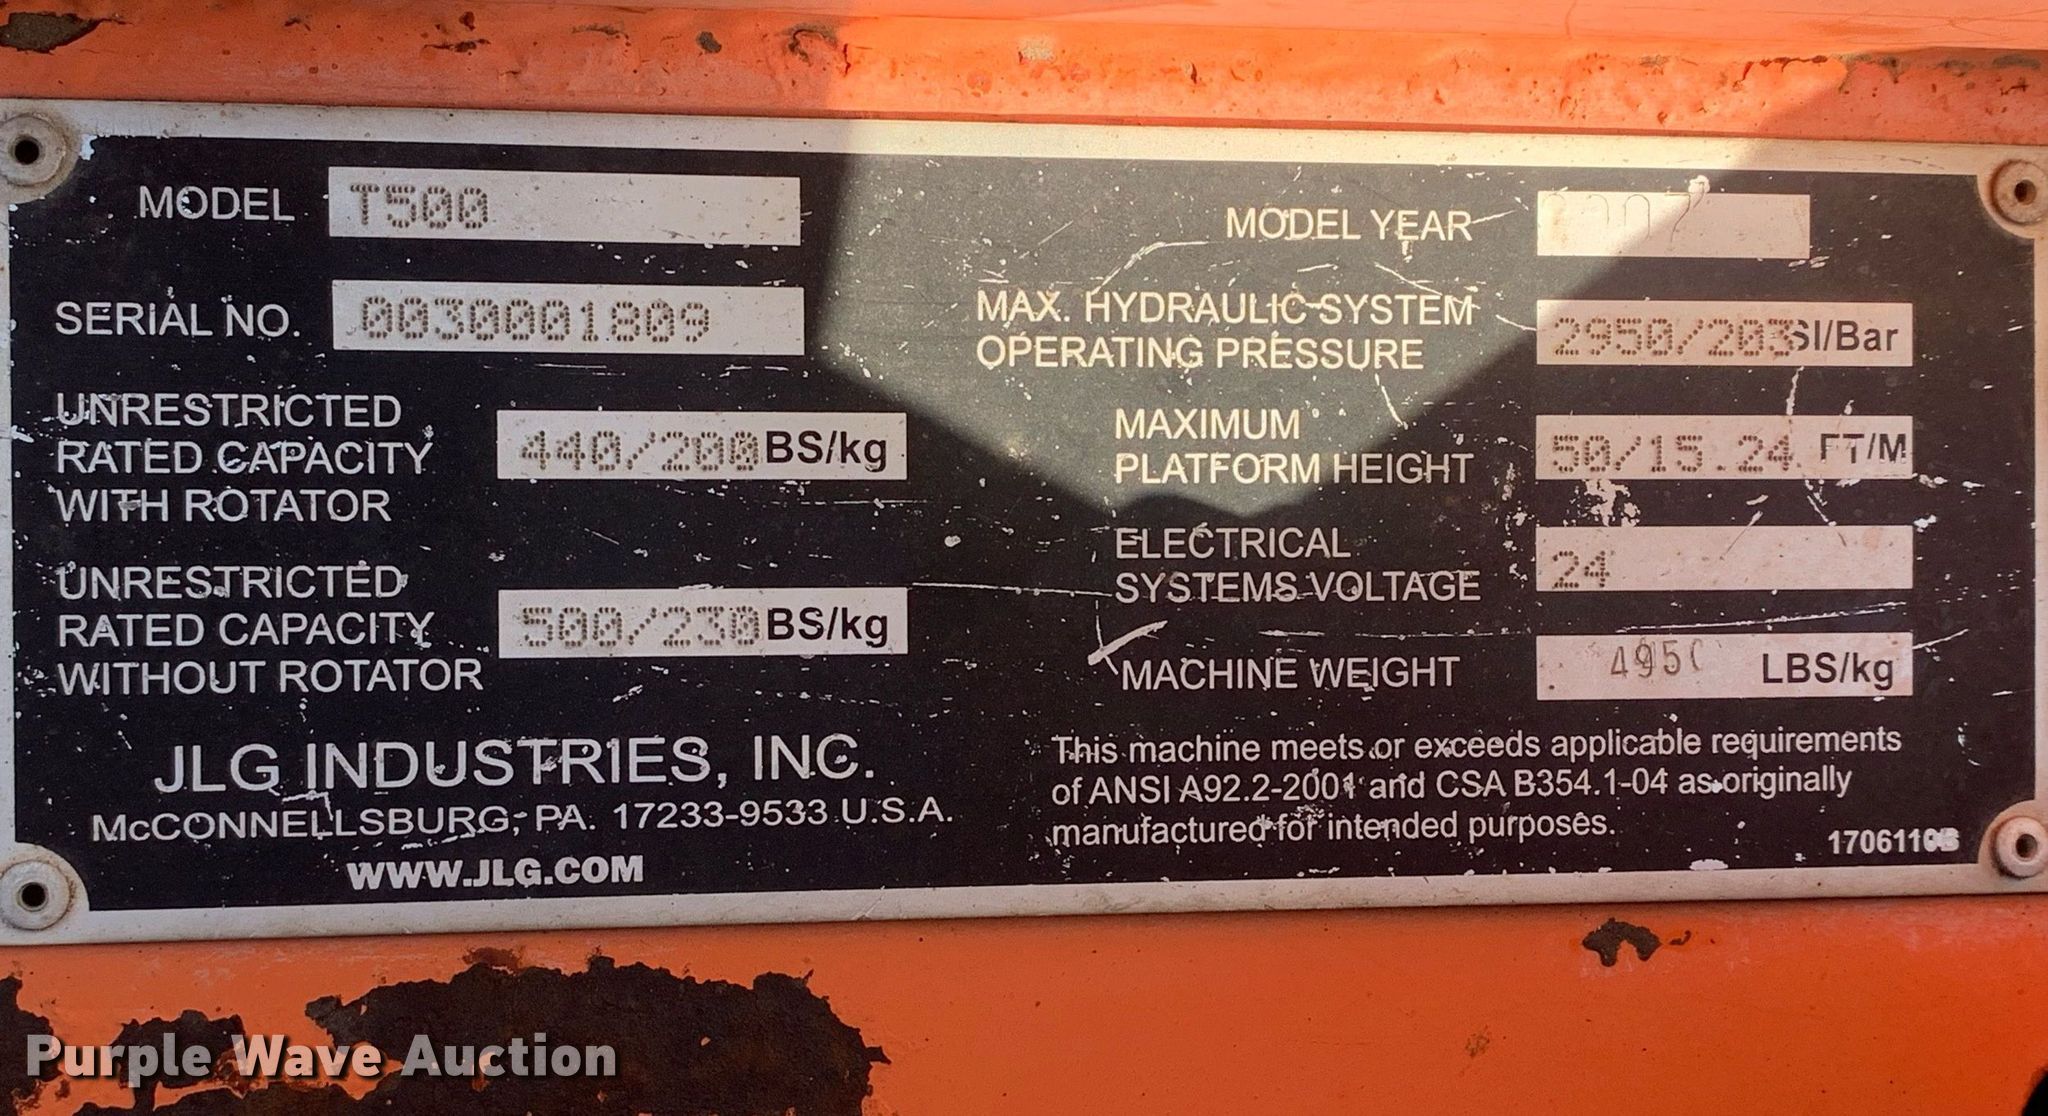 MODEL T500
SERIAL NO. 0030001809
UNRESTRICTED
RATED CAPACITY
WITH ROTATOR
440/200 BS/kg
UNRESTRICTED
RATED CAPACITY
WITHOUT ROTATOR
500/230 BS/kg
JLG INDUSTRIES, INC.
McCONNELLSBURG, PA. 17233-9533 U.S.A.
WWW.JLG.COM
MODEL YEAR
MAX. HYDRAULIC SYSTEM
OPERATING PRESSURE
2950/203 SI/Bar
MAXIMUM
PLATFORM HEIGHT
50/15.24 FT/M
ELECTRICAL
SYSTEMS VOLTAGE
24
MACHINE WEIGHT 4950 LBS/kg
This machine meets or exceeds applicable requirements
of ANSI A92.2-2001 and CSA B354.1-04 as originally
manufactured for intended purposes.
Purple Wave Auction